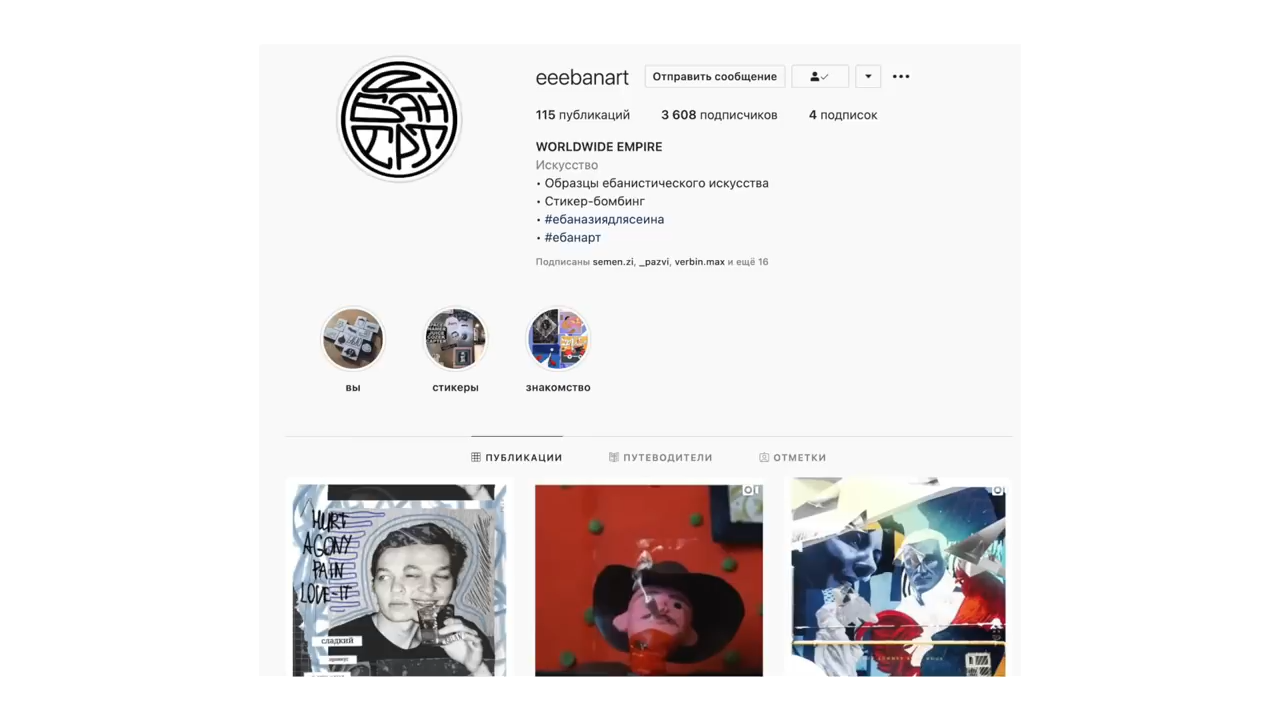 eeebanart
Отправить сообщение
115 публикаций 3 608 подписчиков 4 подписок
WORLDWIDE EMPIRE
Искусство
• Образцы ебанистического искусства
• Стикер-бомбинг
• #ебаназиядлясеина
• #ебанарт
Подписаны semen.zi, _pazvi, verbin.max и ещё 16
вы стикеры знакомство
ПУБЛИКАЦИИ ПУТЕВОДИТЕЛИ ОТМЕТКИ
HURT
AGONY
PAIN
LOVE-IT
сладкий